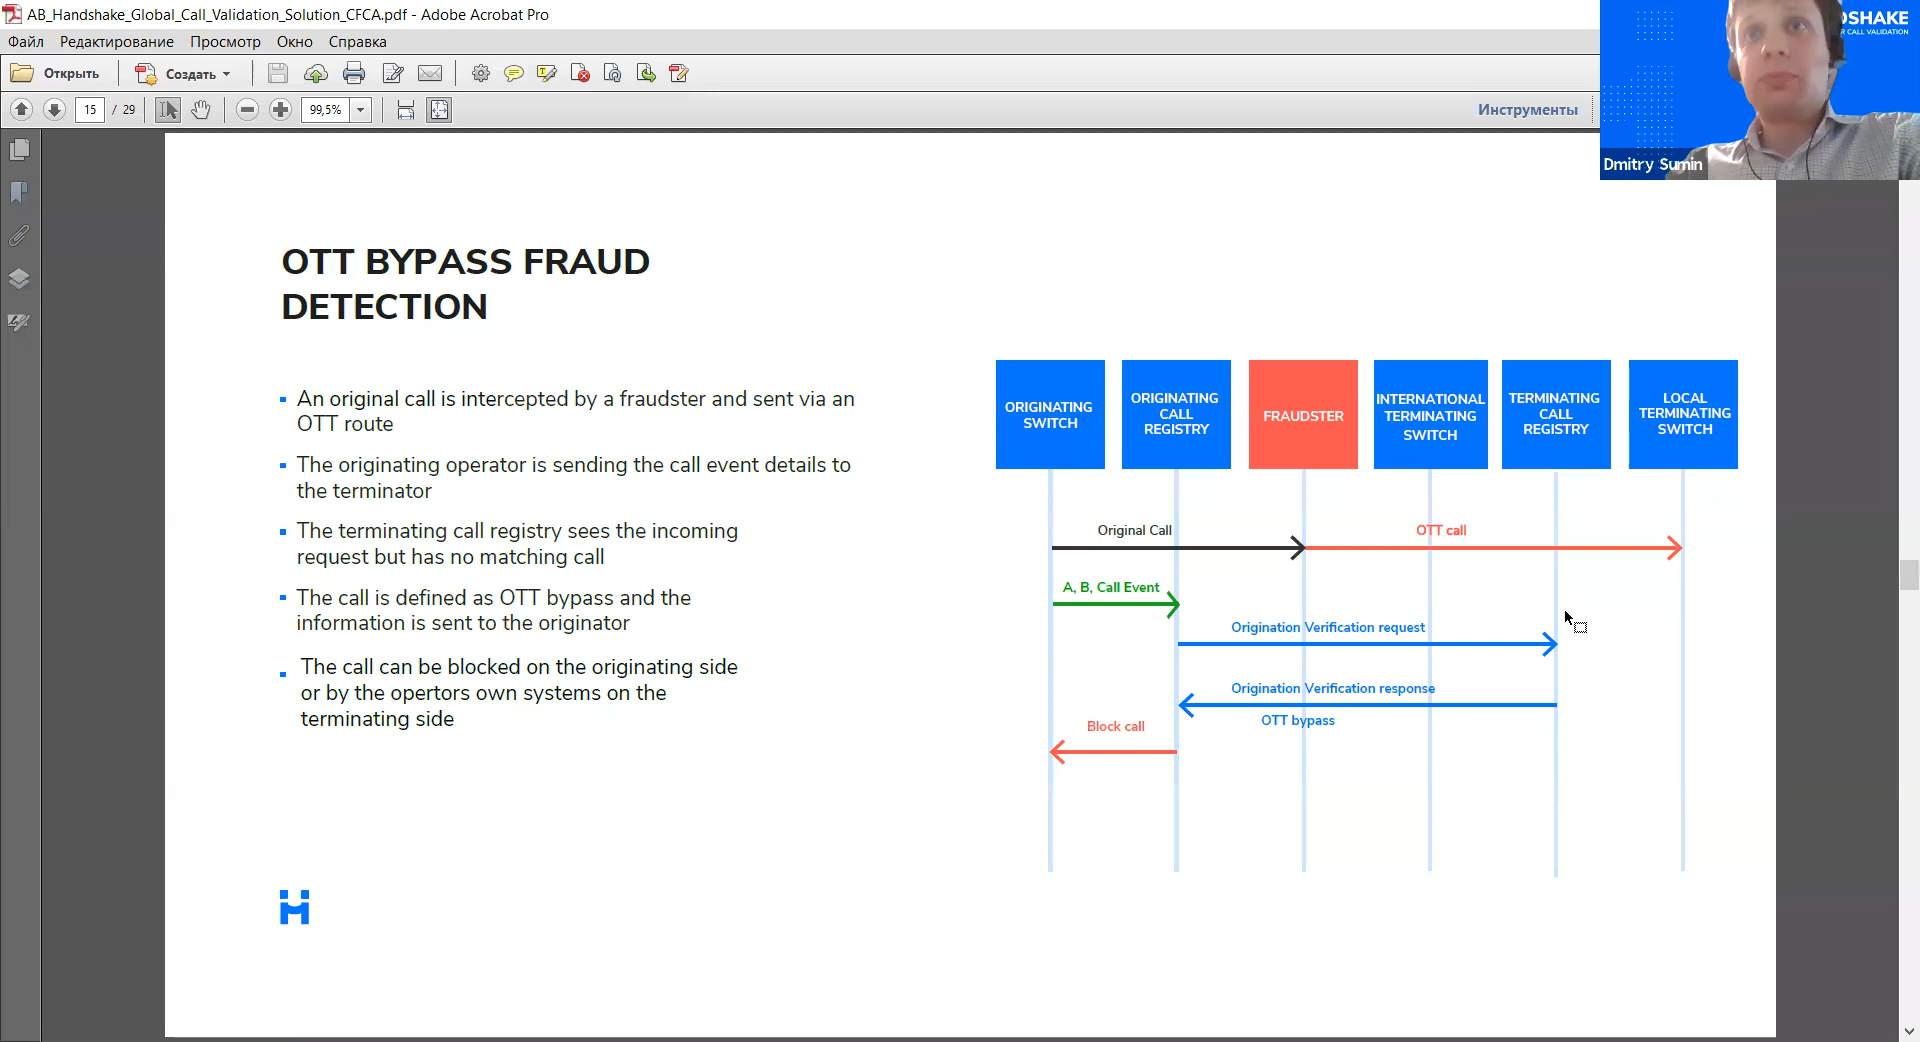 AB_Handshake_Global_Call_Validation_Solution_CFCA.pdf - Adobe Acrobat Pro
Файл Редактирование Просмотр Окно Справка
Открыть Создать
15 / 29 99,5% Инструменты
DSHAKE
R CALL VALIDATION
Dmitry Sumin
OTT BYPASS FRAUD
DETECTION
An original call is intercepted by a fraudster and sent via an
OTT route
The originating operator is sending the call event details to
the terminator
The terminating call registry sees the incoming
request but has no matching call
The call is defined as OTT bypass and the
information is sent to the originator
The call can be blocked on the originating side
or by the opertors own systems on the
terminating side
ORIGINATING
SWITCH
ORIGINATING
CALL
REGISTRY
FRAUDSTER
INTERNATIONAL
TERMINATING
SWITCH
TERMINATING
CALL
REGISTRY
LOCAL
TERMINATING
SWITCH
Original Call
OTT call
A, B, Call Event
Origination Verification request
Origination Verification response
OTT bypass
Block call